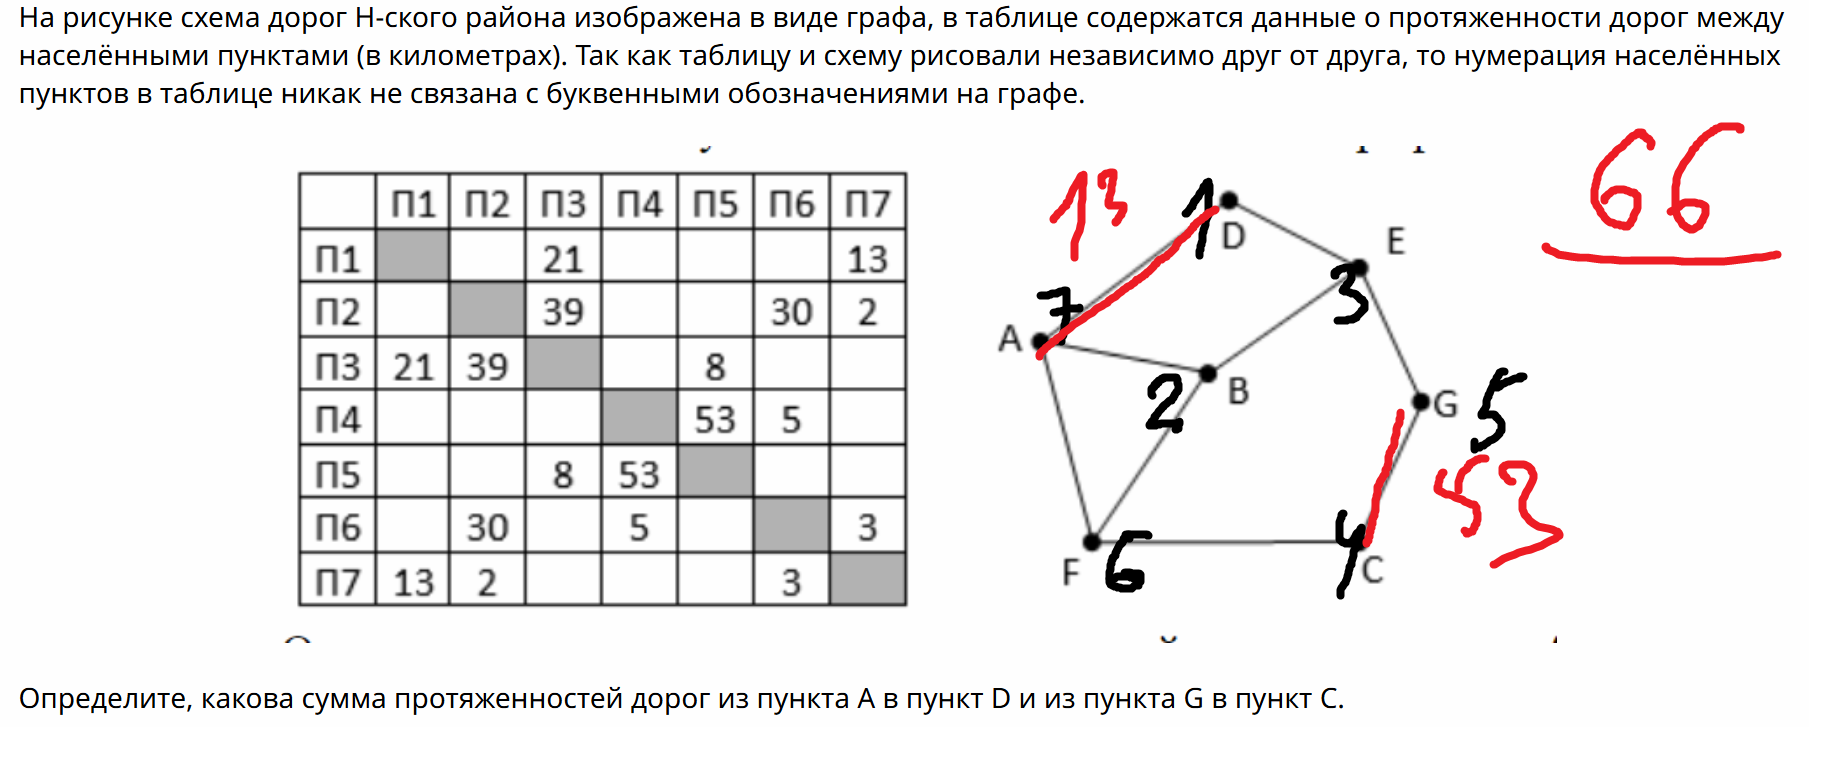 На рисунке схема дорог Н-ского района изображена в виде графа, в таблице содержатся данные о протяженности дорог между
населёнными пунктами (в километрах). Так как таблицу и схему рисовали независимо друг от друга, то нумерация населённых
пунктов в таблице никак не связана с буквенными обозначениями на графе.
П1 П2 П3 П4 П5 П6 П7
П1 21 13
П2 39 30 2
П3 21 39 8
П4 53 5
П5 8 53
П6 30 5 3
П7 13 2 3
66
13
1
D
E
3
7
A
2
B
G
5
53
4
F
6
C
Определите, какова сумма протяженностей дорог из пункта A в пункт D и из пункта G в пункт C.